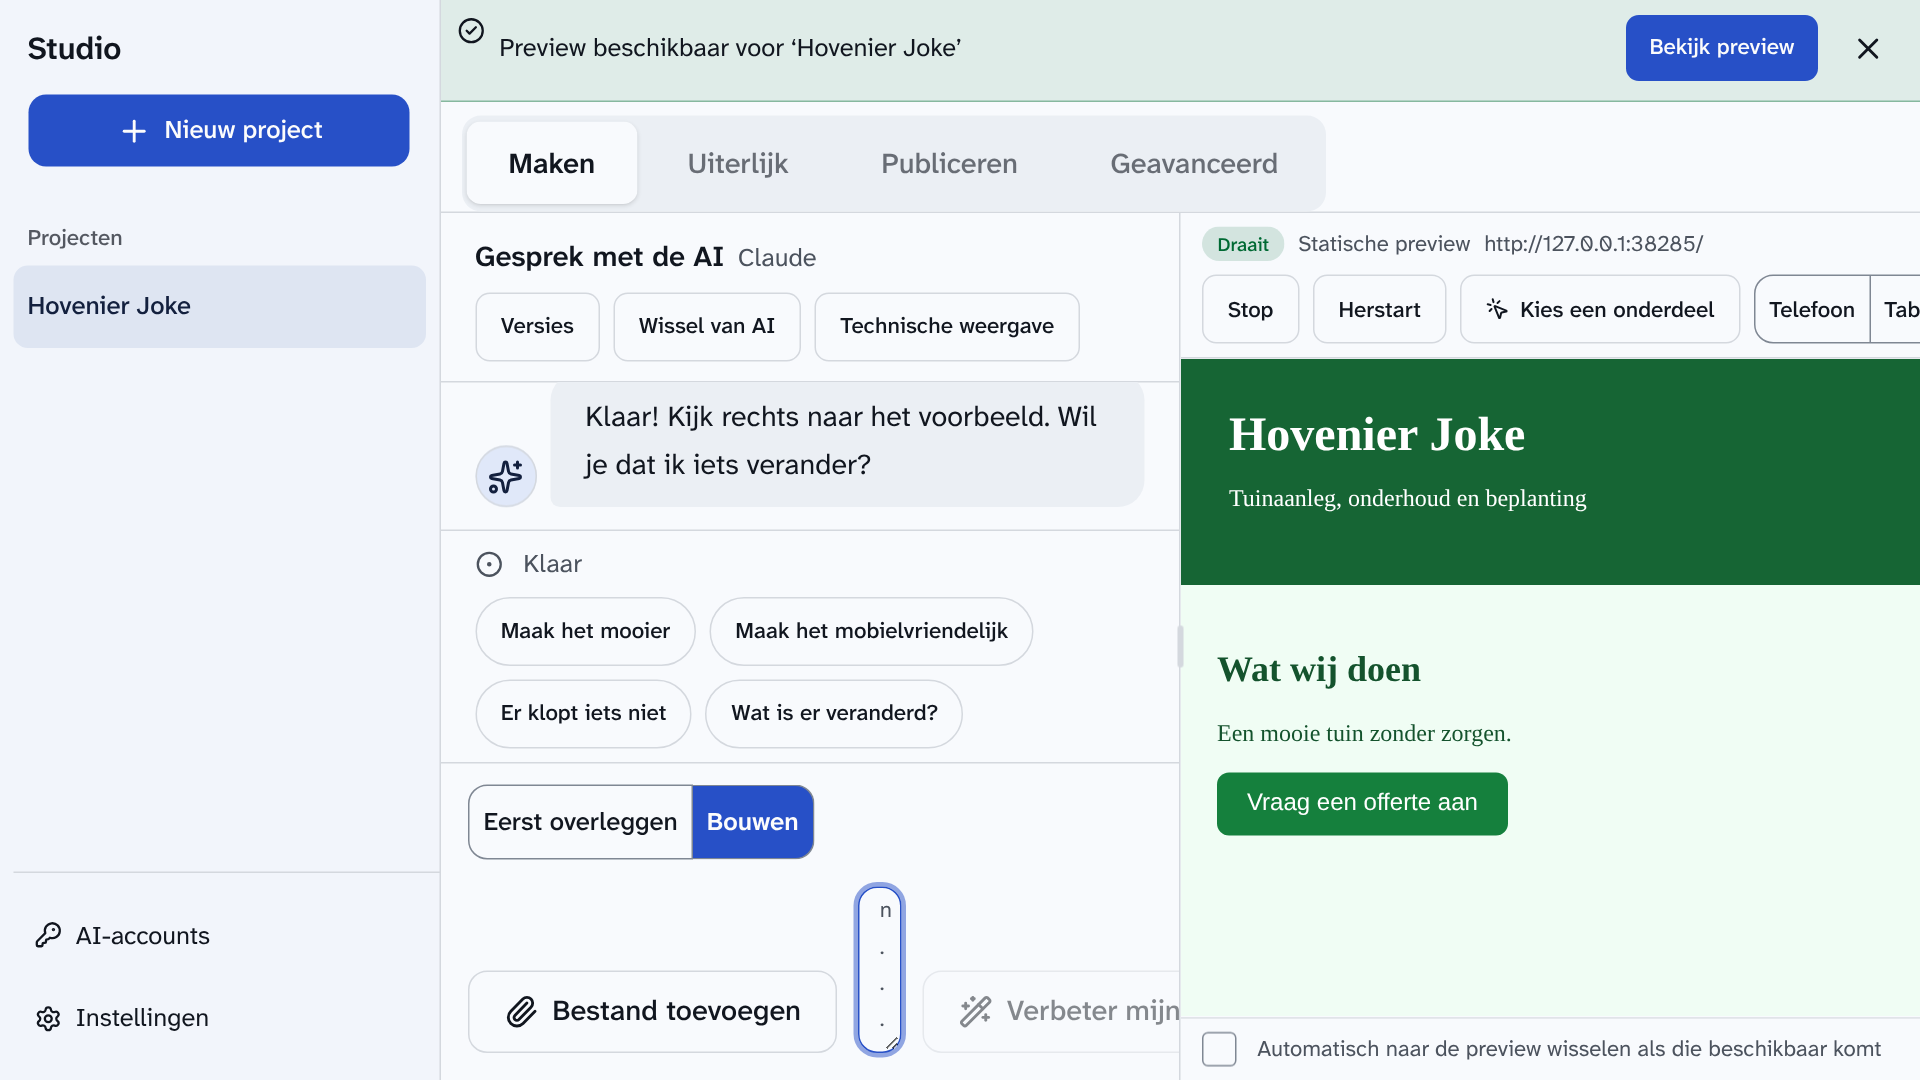 Studio
Nieuw project
Projecten
Hovenier Joke
AI-accounts
Instellingen
Preview beschikbaar voor ‘Hovenier Joke’
Bekijk preview
Maken
Uiterlijk
Publiceren
Geavanceerd
Gesprek met de AI Claude
Versies
Wissel van AI
Technische weergave
Klaar! Kijk rechts naar het voorbeeld. Wil
je dat ik iets verander?
Klaar
Maak het mooier
Maak het mobielvriendelijk
Er klopt iets niet
Wat is er veranderd?
Eerst overleggen
Bouwen
Bestand toevoegen
n
.
.
.
Verbeter mijn
Draait Statische preview http://127.0.0.1:38285/
Stop
Herstart
Kies een onderdeel
Telefoon
Tab
Hovenier Joke
Tuinaanleg, onderhoud en beplanting
Wat wij doen
Een mooie tuin zonder zorgen.
Vraag een offerte aan
Automatisch naar de preview wisselen als die beschikbaar komt